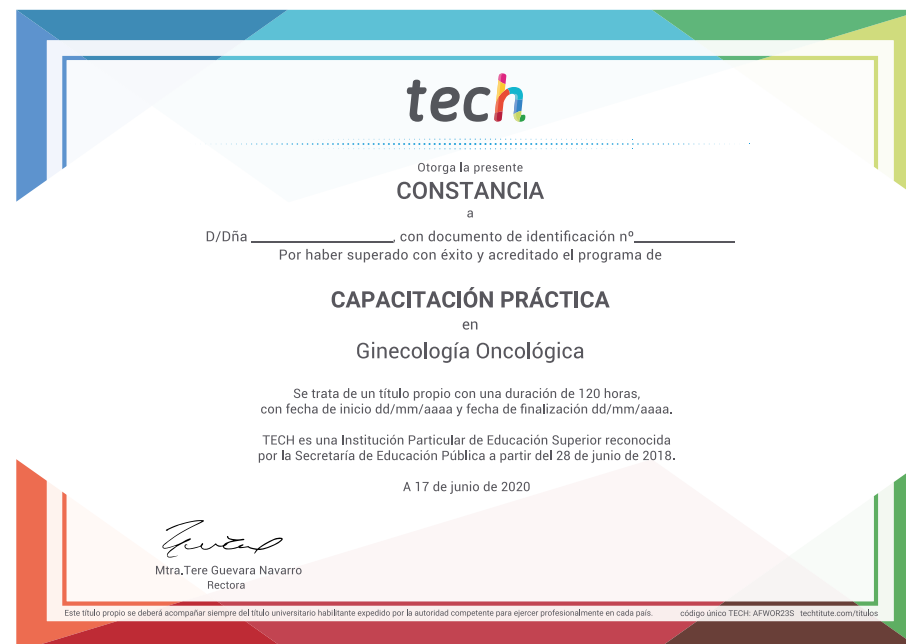 tech
Otorga la presente
CONSTANCIA
a
D/Dña ____________________, con documento de identificación nº______________
Por haber superado con éxito y acreditado el programa de
CAPACITACIÓN PRÁCTICA
en
Ginecología Oncológica
Se trata de un título propio con una duración de 120 horas,
con fecha de inicio dd/mm/aaaa y fecha de finalización dd/mm/aaaa.
TECH es una Institución Particular de Educación Superior reconocida
por la Secretaría de Educación Pública a partir del 28 de junio de 2018.
A 17 de junio de 2020
Mtra.Tere Guevara Navarro
Rectora
Este título propio se deberá acompañar siempre del título universitario habilitante expedido por la autoridad competente para ejercer profesionalmente en cada país. código único TECH: AFWOR23S techtitute.com/titulos